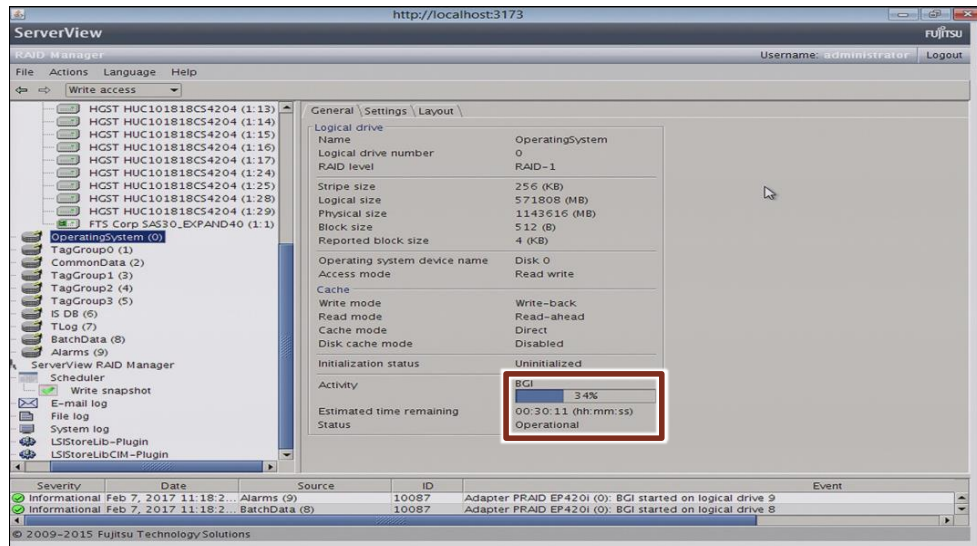 http://localhost:3173
ServerView
FUJITSU
RAID Manager
Username: administrator Logout
File Actions Language Help
Write access
HGST HUC101818CS4204 (1:13)
HGST HUC101818CS4204 (1:14)
HGST HUC101818CS4204 (1:15)
HGST HUC101818CS4204 (1:16)
HGST HUC101818CS4204 (1:17)
HGST HUC101818CS4204 (1:24)
HGST HUC101818CS4204 (1:25)
HGST HUC101818CS4204 (1:28)
HGST HUC101818CS4204 (1:29)
FTS Corp SAS30_EXPAND40 (1:1)
OperatingSystem (0)
TagGroup0 (1)
CommonData (2)
TagGroup1 (3)
TagGroup2 (4)
TagGroup3 (5)
IS DB (6)
TLog (7)
BatchData (8)
Alarms (9)
ServerView RAID Manager
Scheduler
Write snapshot
E-mail log
File log
System log
LSIStoreLib-Plugin
LSIStoreLibCIM-Plugin
General Settings Layout
Logical drive
Name OperatingSystem
Logical drive number 0
RAID level RAID-1
Stripe size 256 (KB)
Logical size 571808 (MB)
Physical size 1143616 (MB)
Block size 512 (B)
Reported block size 4 (KB)
Operating system device name Disk 0
Access mode Read write
Cache
Write mode Write-back
Read mode Read-ahead
Cache mode Direct
Disk cache mode Disabled
Initialization status Uninitialized
Activity BGI
34%
Estimated time remaining 00:30:11 (hh:mm:ss)
Status Operational
Severity Date Source ID Event
Informational Feb 7, 2017 11:18:2... Alarms (9) 10087 Adapter PRAID EP420i (0): BGI started on logical drive 9
Informational Feb 7, 2017 11:18:2... BatchData (8) 10087 Adapter PRAID EP420i (0): BGI started on logical drive 8
© 2009-2015 Fujitsu Technology Solutions